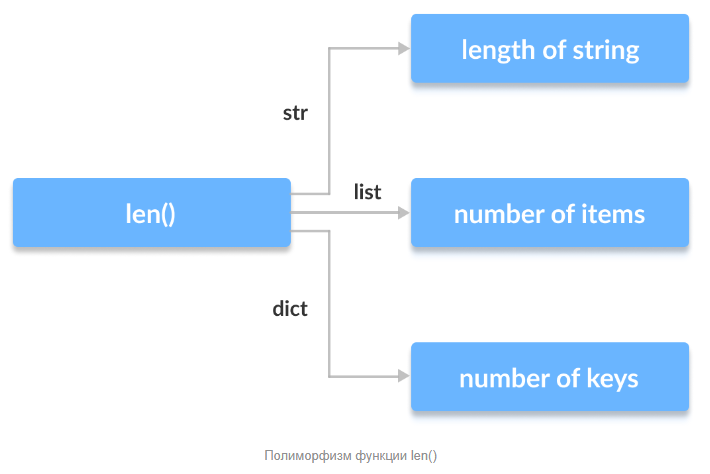 length of string
str
len()
list
number of items
dict
number of keys
Полиморфизм функции len()